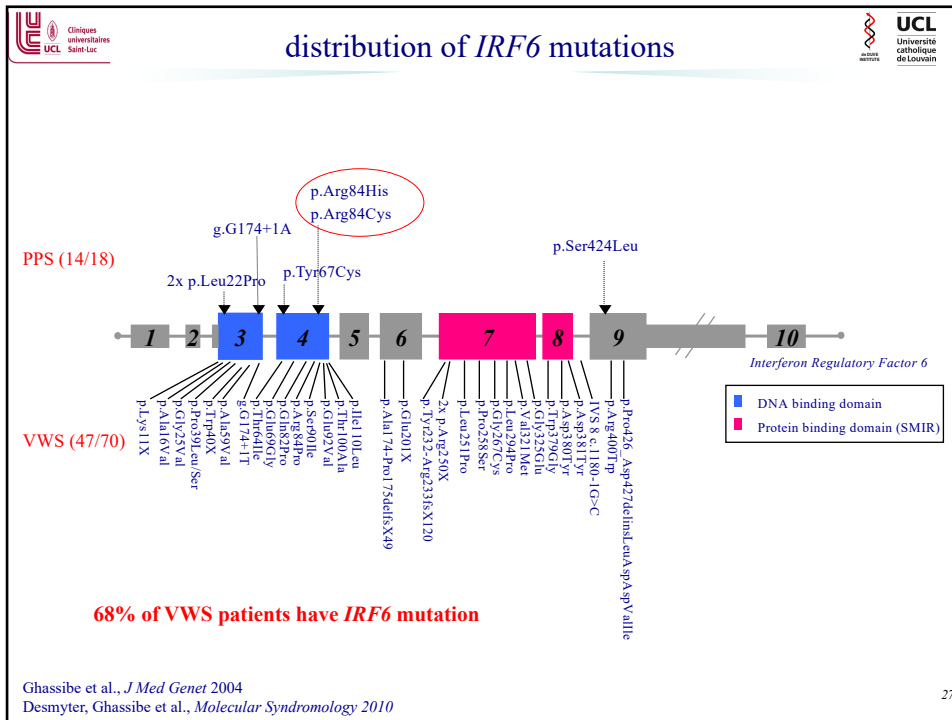 UCL
Cliniques
universitaires
Saint-Luc
distribution of IRF6 mutations
de DUVE
INSTITUTE
UCL
Université
catholique
de Louvain
p.Arg84His
p.Arg84Cys
g.G174+1A
p.Ser424Leu
PPS (14/18)
p.Tyr67Cys
2x p.Leu22Pro
1
2
3
4
5
6
7
8
9
10
Interferon Regulatory Factor 6
DNA binding domain
Protein binding domain (SMIR)
VWS (47/70)
p.Lys11X
p.Ala16Val
p.Gly25Val
p.Pro39Leu/Ser
p.Trp40X
p.Ala59Val
g.G174+1T
p.Thr64Ile
p.Glu69Gly
p.Gln82Pro
p.Arg84Pro
p.Ser90Ile
p.Glu92Val
p.Thr100Ala
p.Ile110Leu
p.Ala174-Pro175delfsX49
p.Glu201X
p.Tyr232-Arg233fsX120
2x p.Arg250X
p.Leu251Pro
p.Pro258Ser
p.Gly267Cys
p.Leu294Pro
p.Val321Met
p.Gly325Glu
p.Trp379Gly
p.Asp380Tyr
p.Asp381Tyr
IVS 8 c.1180-1G>C
p.Arg400Trp
p.Pro426_Asp427delinsLeuAspAspValIle
68% of VWS patients have IRF6 mutation
Ghassibe et al., J Med Genet 2004
Desmyter, Ghassibe et al., Molecular Syndromology 2010
27